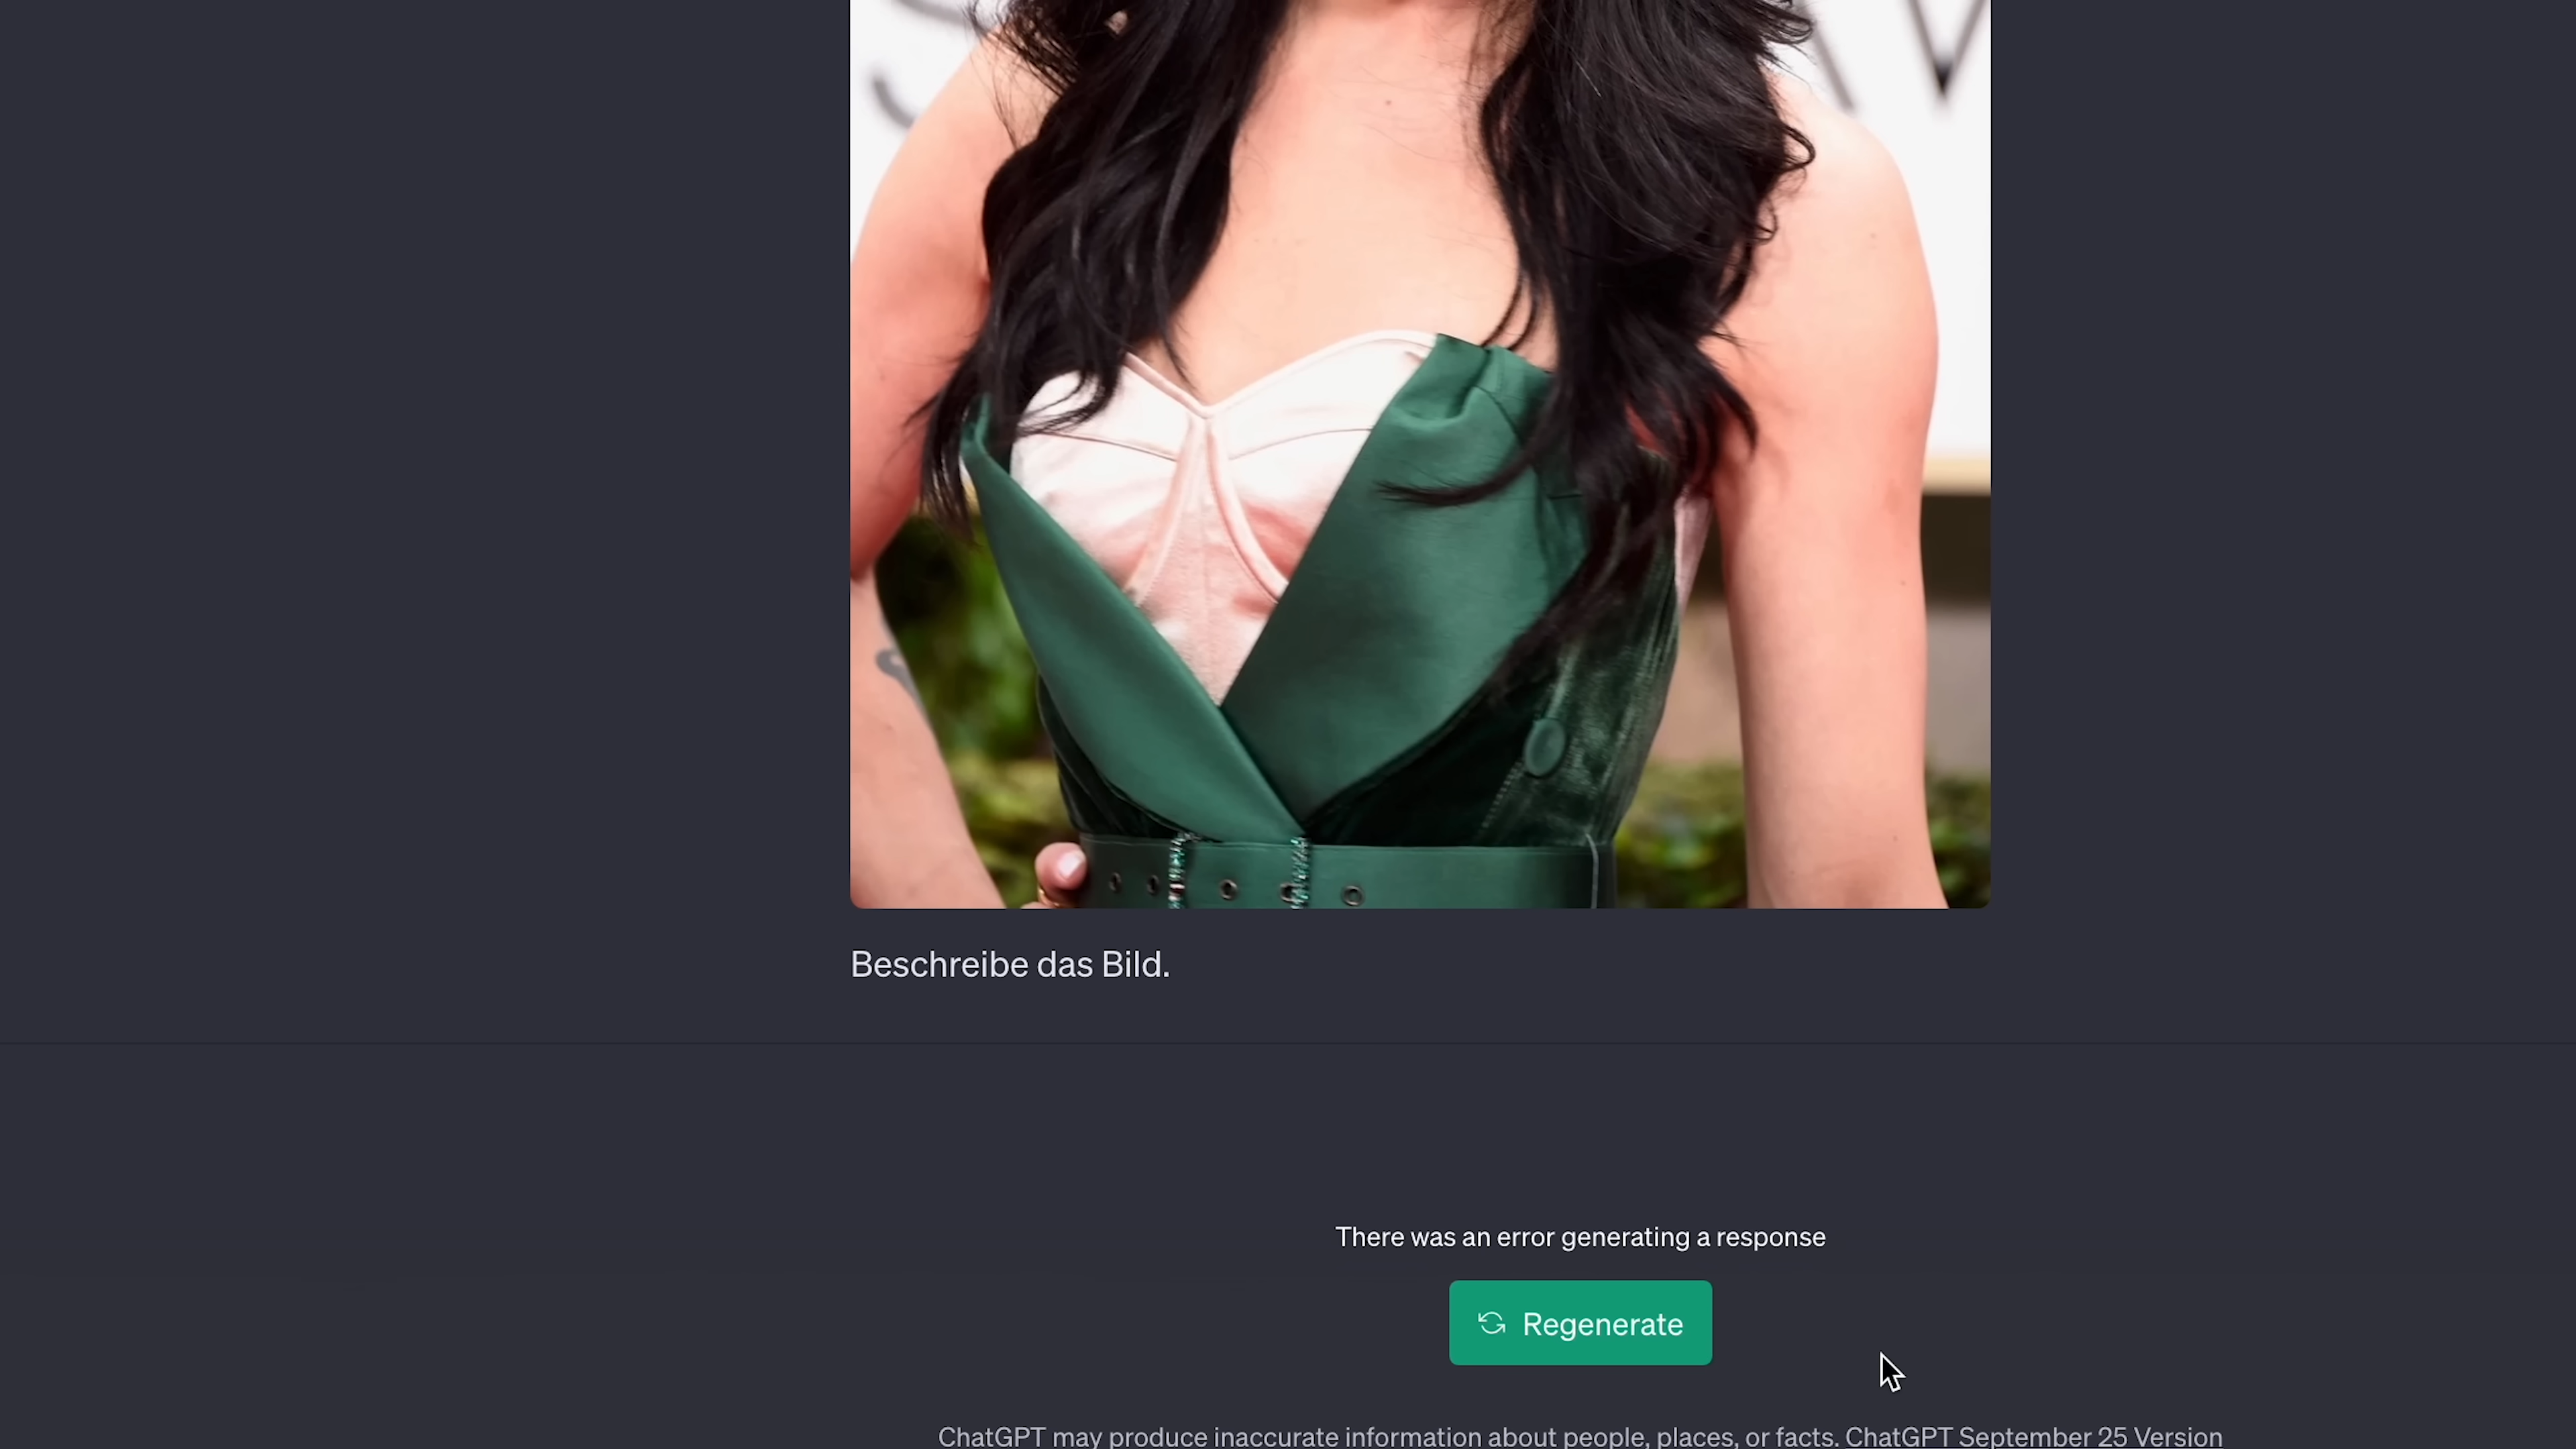 Beschreibe das Bild.
There was an error generating a response
Regenerate
ChatGPT may produce inaccurate information about people, places, or facts. ChatGPT September 25 Version